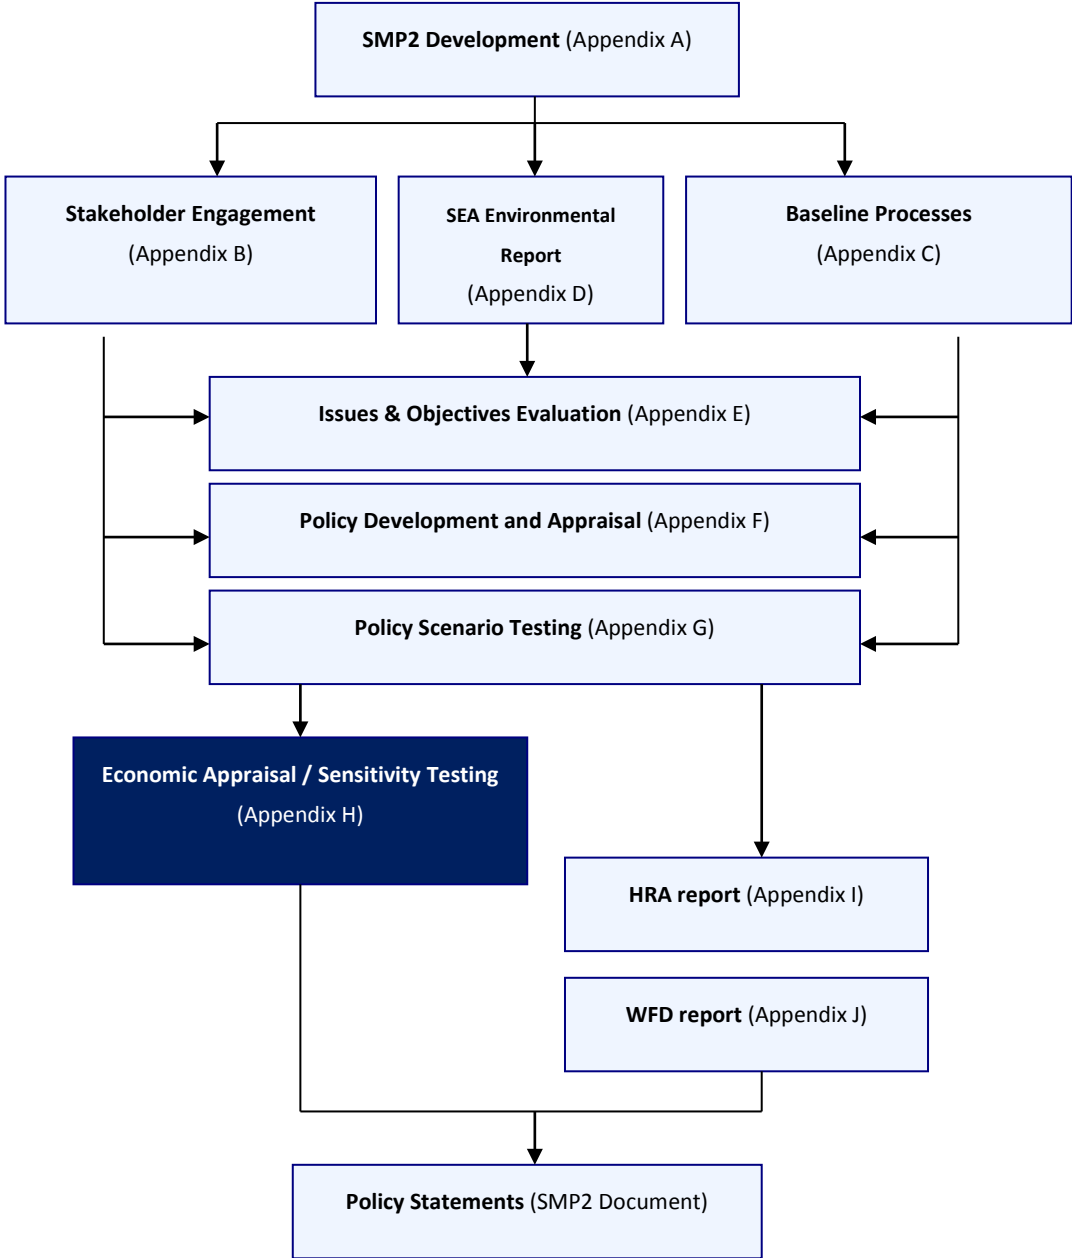 SMP2 Development (Appendix A)
Stakeholder Engagement
(Appendix B)
SEA Environmental
Report
(Appendix D)
Baseline Processes
(Appendix C)
Issues & Objectives Evaluation (Appendix E)
Policy Development and Appraisal (Appendix F)
Policy Scenario Testing (Appendix G)
Economic Appraisal / Sensitivity Testing
(Appendix H)
HRA report (Appendix I)
WFD report (Appendix J)
Policy Statements (SMP2 Document)